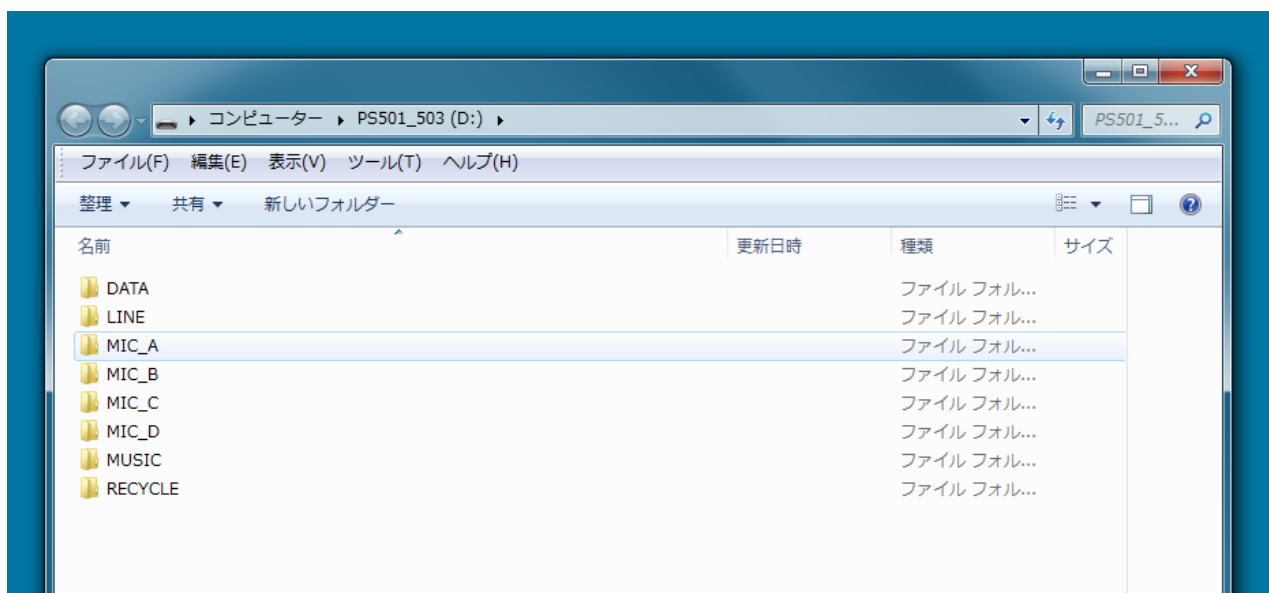 コンピューター PS501_503 (D:) PS501_5...
ファイル(F) 編集(E) 表示(V) ツール(T) ヘルプ(H)
整理 共有 新しいフォルダー
名前 更新日時 種類 サイズ
DATA ファイル フォル...
LINE ファイル フォル...
MIC_A ファイル フォル...
MIC_B ファイル フォル...
MIC_C ファイル フォル...
MIC_D ファイル フォル...
MUSIC ファイル フォル...
RECYCLE ファイル フォル...